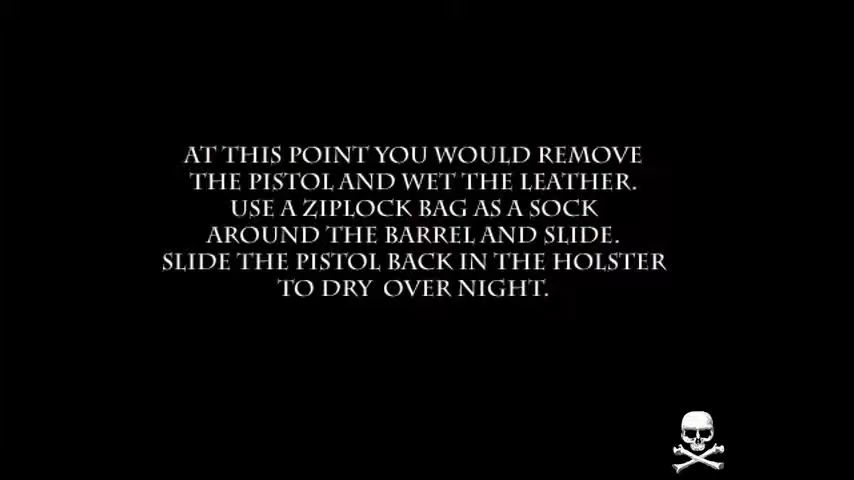 AT THIS POINT YOU WOULD REMOVE
THE PISTOL AND WET THE LEATHER.
USE A ZIPLOCK BAG AS A SOCK
AROUND THE BARREL AND SLIDE.
SLIDE THE PISTOL BACK IN THE HOLSTER
TO DRY OVER NIGHT.